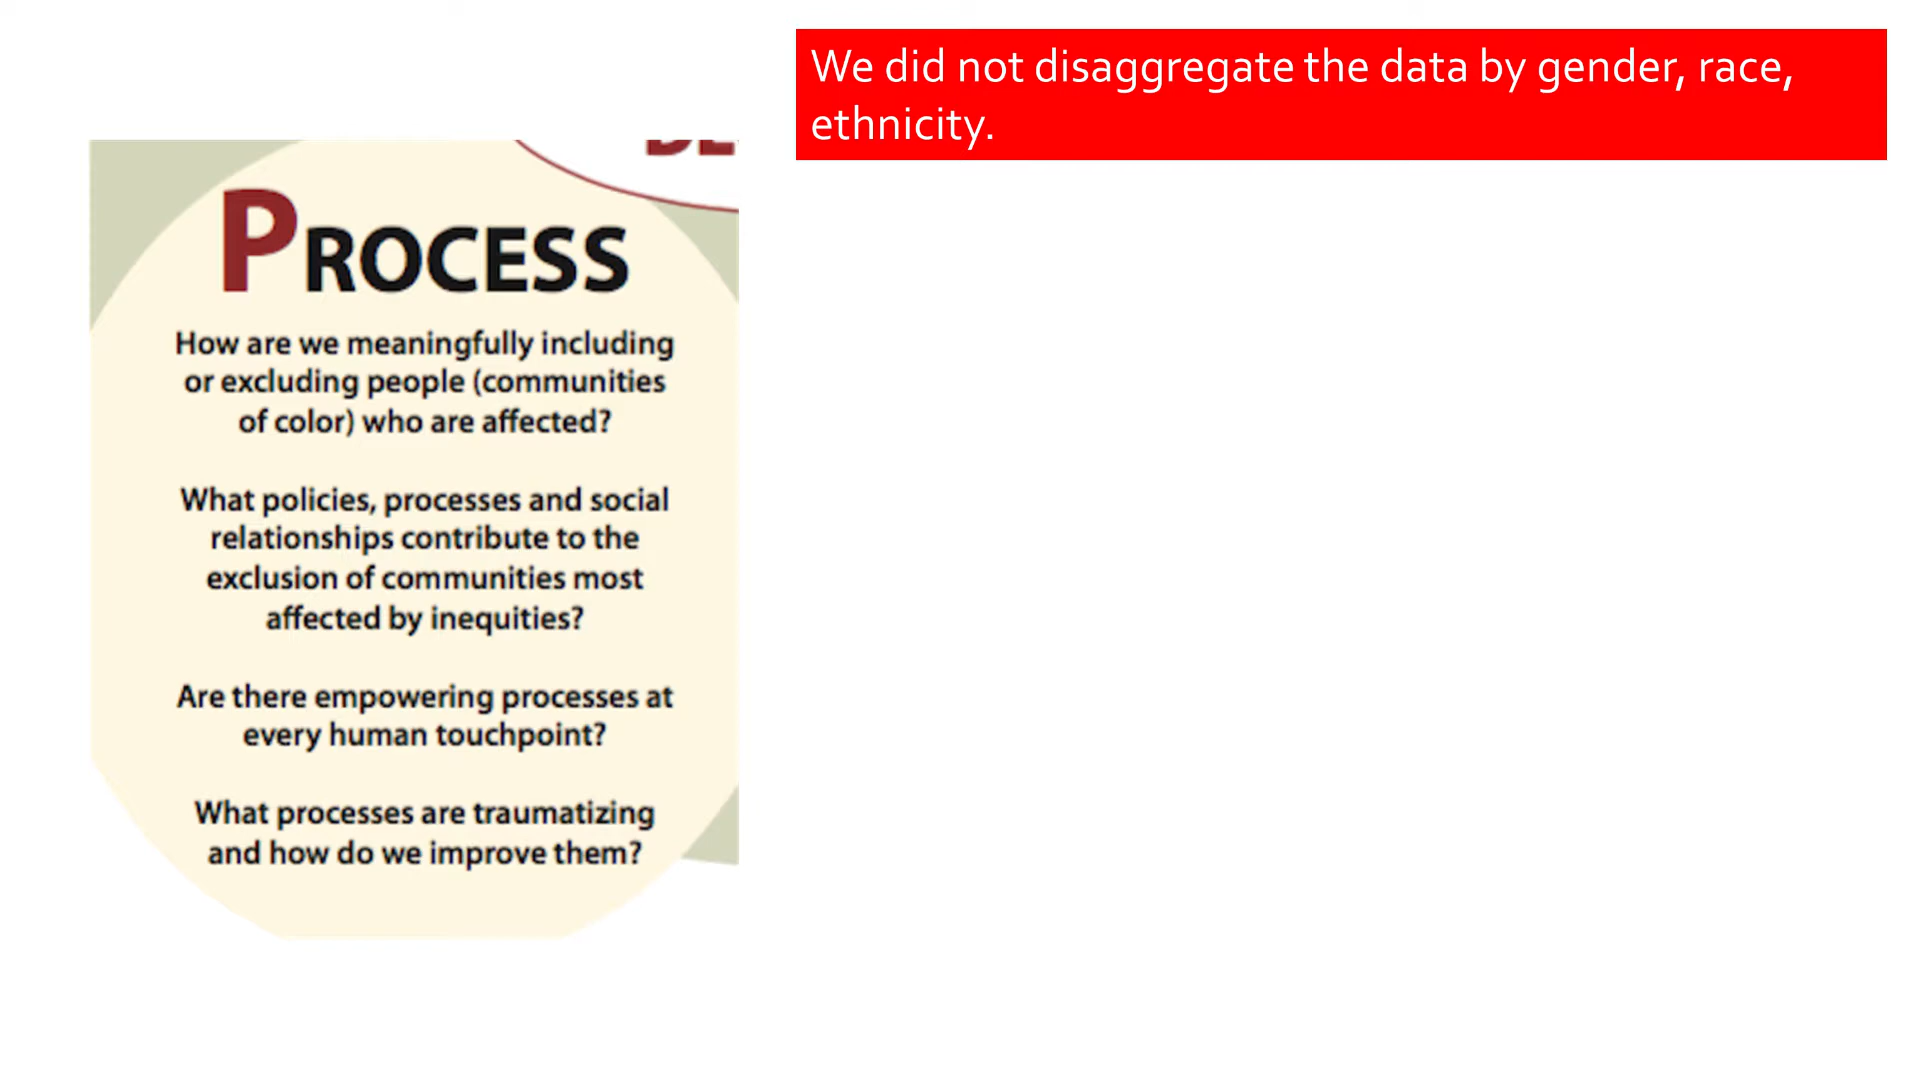 We did not disaggregate the data by gender, race,
ethnicity.
PROCESS
How are we meaningfully including
or excluding people (communities
of color) who are affected?
What policies, processes and social
relationships contribute to the
exclusion of communities most
affected by inequities?
Are there empowering processes at
every human touchpoint?
What processes are traumatizing
and how do we improve them?